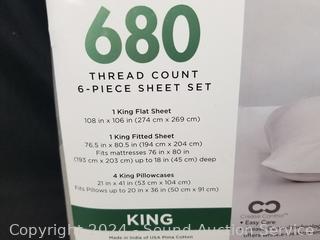 680
THREAD COUNT
6-PIECE SHEET SET
1 King Flat Sheet
108 in x 106 in (274 cm x 269 cm)
1 King Fitted Sheet
76.5 in x 80.5 in (194 cm x 204 cm)
Fits mattresses 76 in x 80 in
(193 cm x 203 cm) up to 18 in (45 cm) deep
4 King Pillowcases
21 in x 41 in (53 cm x 104 cm)
Fits Pillows up to 20 in x 36 in (50 cm x 91 cm)
KING
Made in India of USA Pima Cotton
Crease Control™
• Easy Care
Copyright 2024 Sound Auction Service